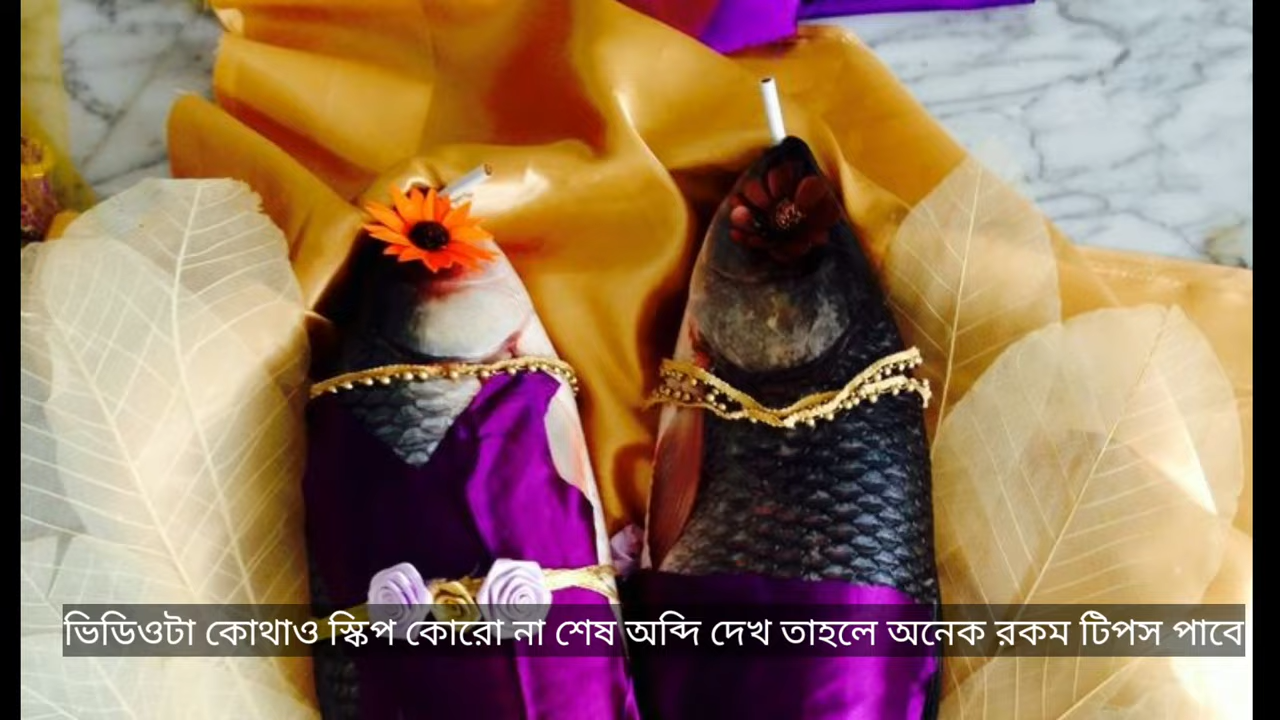 ভিডিওটা কোথাও স্কিপ কোরো না শেষ অব্দি দেখ তাহলে অনেক রকম টিপস পাবে